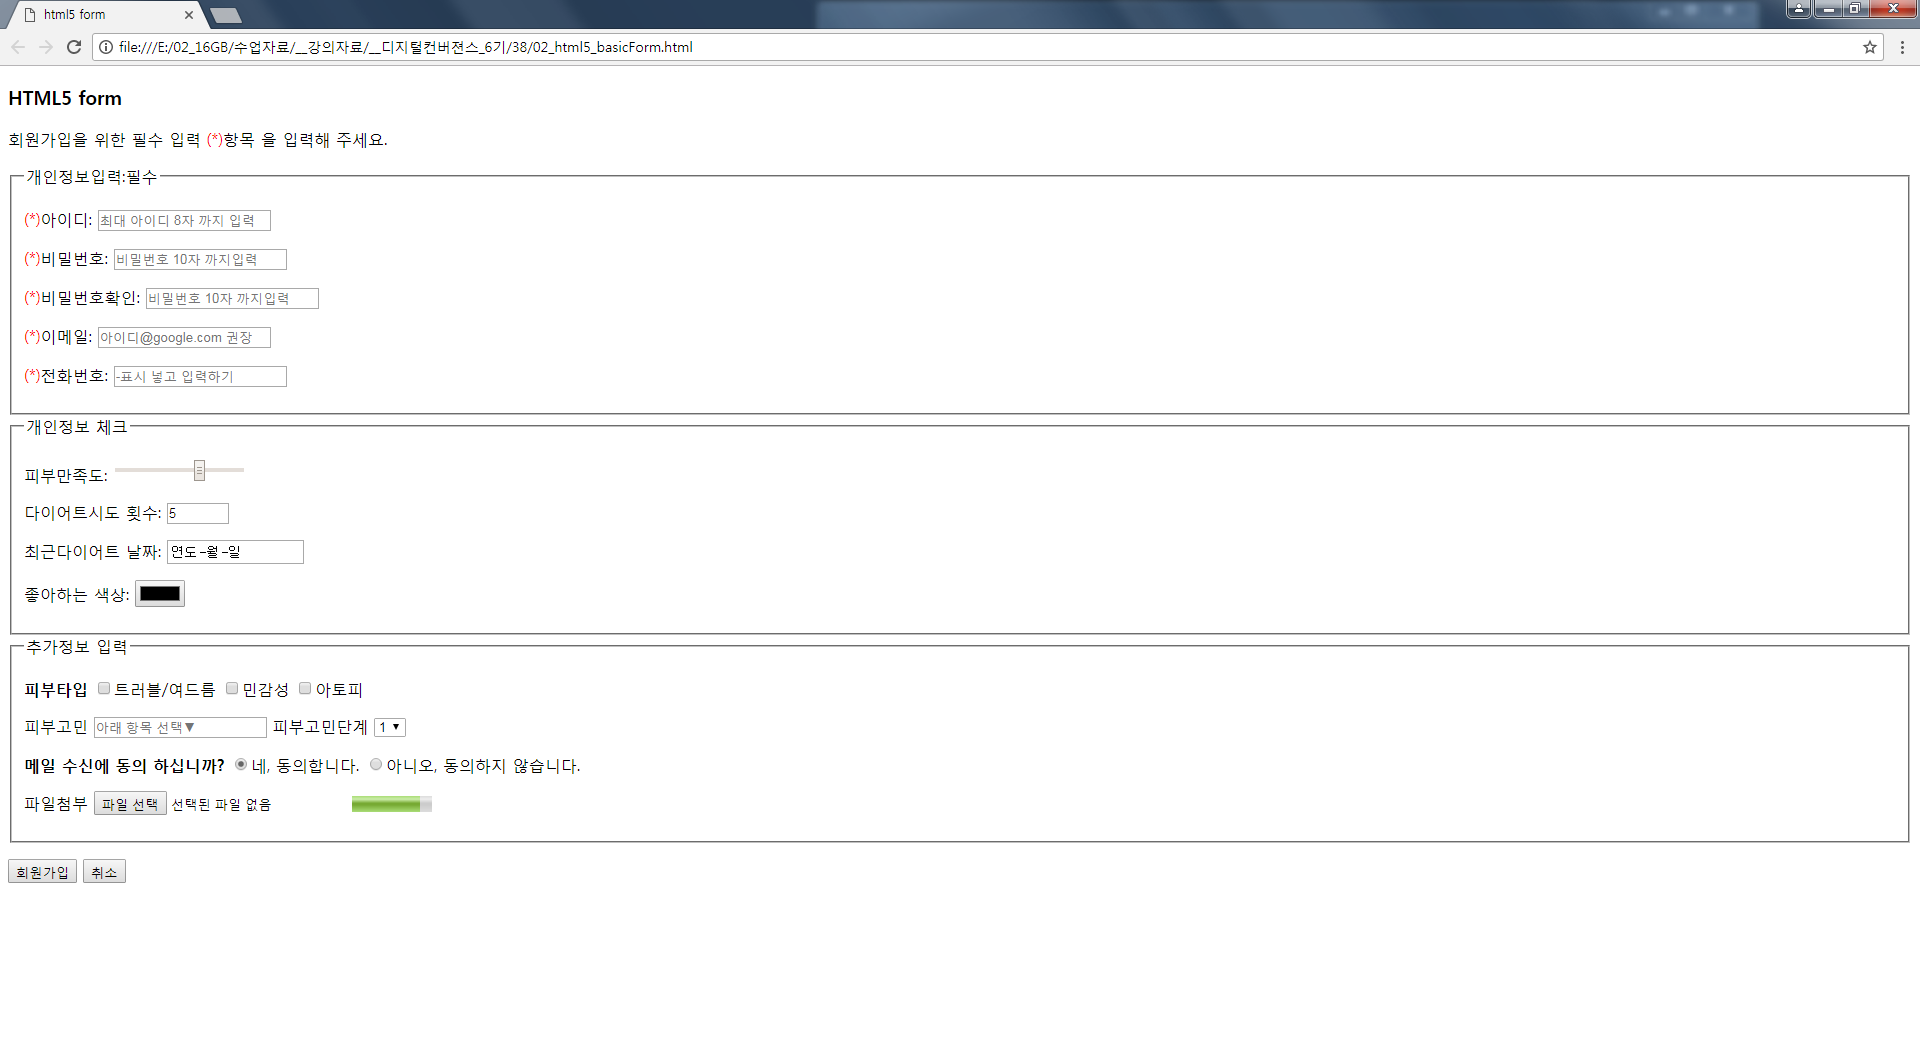 html5 form
file:///E:/02_16GB/수업자료/__강의자료/__디지털컨버젼스_6기/38/02_html5_basicForm.html
HTML5 form
회원가입을 위한 필수 입력 (*)항목 을 입력해 주세요.
개인정보입력:필수
(*)아이디: 최대 아이디 8자 까지 입력
(*)비밀번호: 비밀번호 10자 까지입력
(*)비밀번호확인: 비밀번호 10자 까지입력
(*)이메일: 아이디@google.com 권장
(*)전화번호: -표시 넣고 입력하기
개인정보 체크
피부만족도:
다이어트시도 횟수: 5
최근다이어트 날짜: 연도-월-일
좋아하는 색상:
추가정보 입력
피부타입 트러블/여드름 민감성 아토피
피부고민 아래 항목 선택▼ 피부고민단계 1 ▼
메일 수신에 동의 하십니까? 네, 동의합니다. 아니오, 동의하지 않습니다.
파일첨부 파일 선택 선택된 파일 없음
회원가입 취소